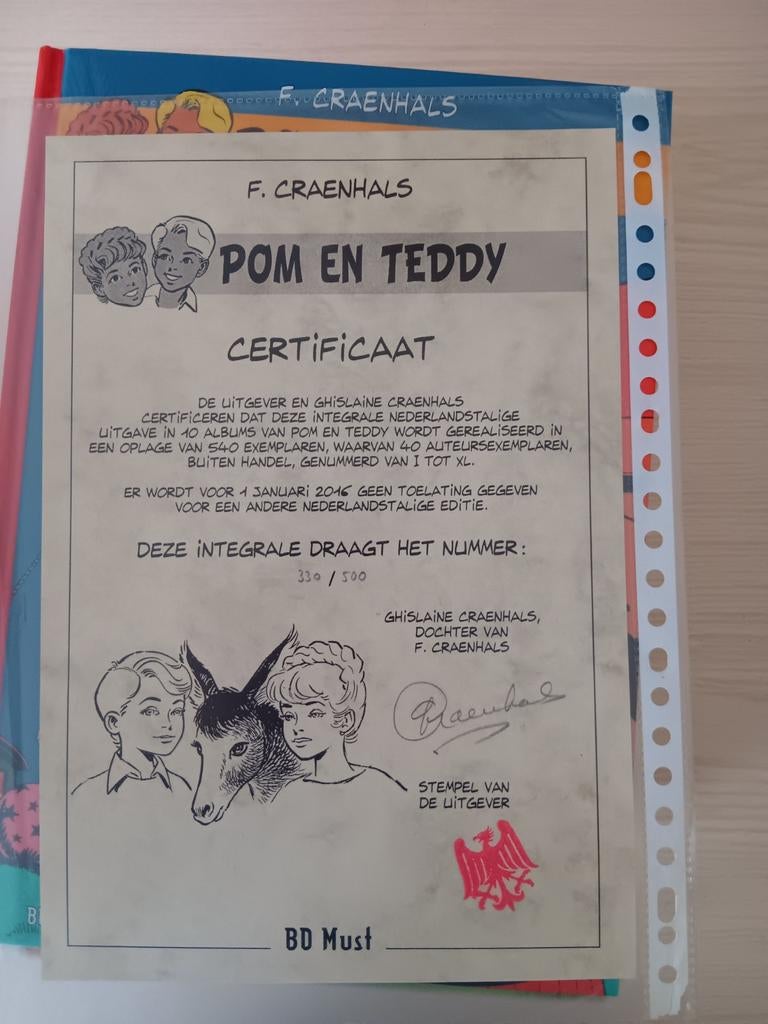 F. CRAENHALS
F. CRAENHALS
POM EN TEDDY
CERTiFiCAAT
DE UiTGEVER EN GHiSLAiNE CRAENHALS
CERTiFiCEREN DAT DEZE iNTEGRALE NEDERLANDSTALiGE
UiTGAVE iN 10 ALBUMS VAN POM EN TEDDY WORDT GEREALiSEERD iN
EEN OPLAGE VAN 540 EXEMPLAREN, WAARVAN 40 AUTEURSEXEMPLAREN,
BUiTEN HANDEL, GENUMMERD VAN I TOT XL.
ER WORDT VOOR 1 JANUARi 2016 GEEN TOELATiNG GEGEVEN
VOOR EEN ANDERE NEDERLANDSTALiGE EDiTiE.
DEZE iNTEGRALE DRAAGT HET NUMMER:
330 / 500
GHiSLAiNE CRAENHALS,
DOCHTER VAN
F. CRAENHALS
Craenhals
STEMPEL VAN
DE UiTGEVER
BD Must